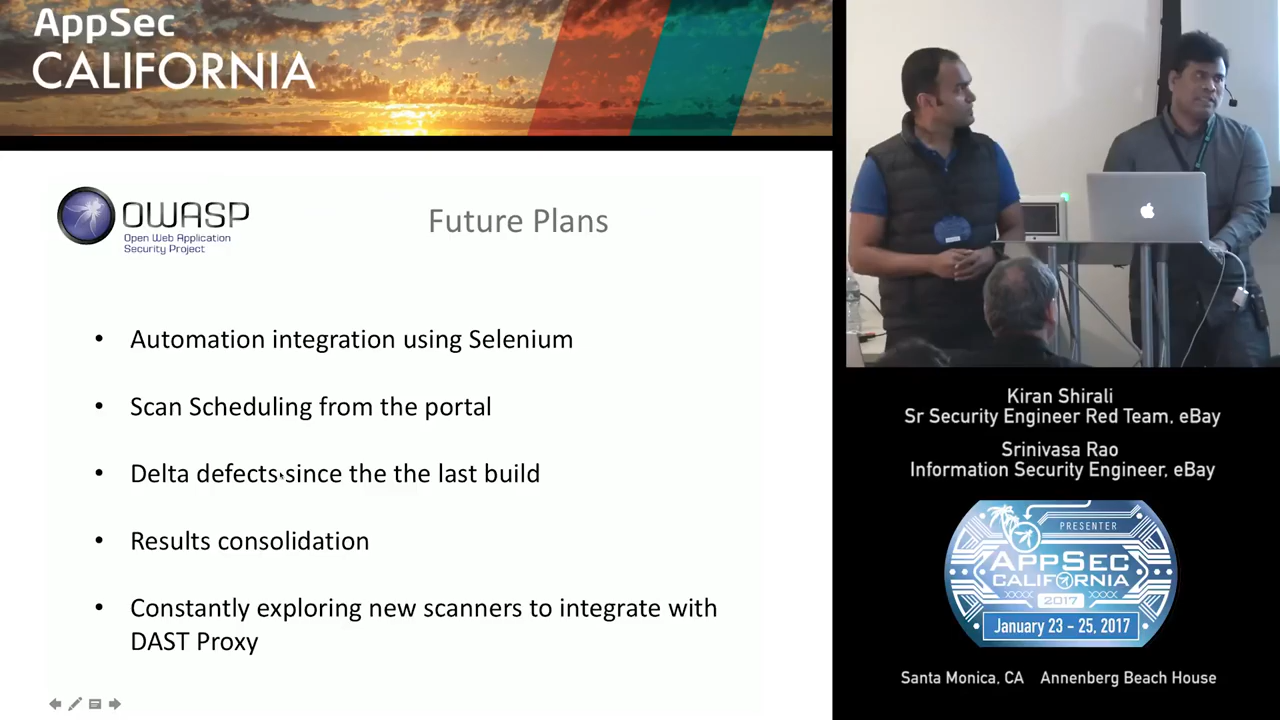 AppSec
CALIFORNIA
OWASP
Open Web Application
Security Project
Future Plans
• Automation integration using Selenium
• Scan Scheduling from the portal
• Delta defects since the the last build
• Results consolidation
• Constantly exploring new scanners to integrate with
DAST Proxy
Kiran Shirali
Sr Security Engineer Red Team, eBay
Srinivasa Rao
Information Security Engineer, eBay
PRESENTER
APPSEC
CALIFORNIA
XXXX 2017 XXXX
January 23 - 25, 2017
Santa Monica, CA Annenberg Beach House